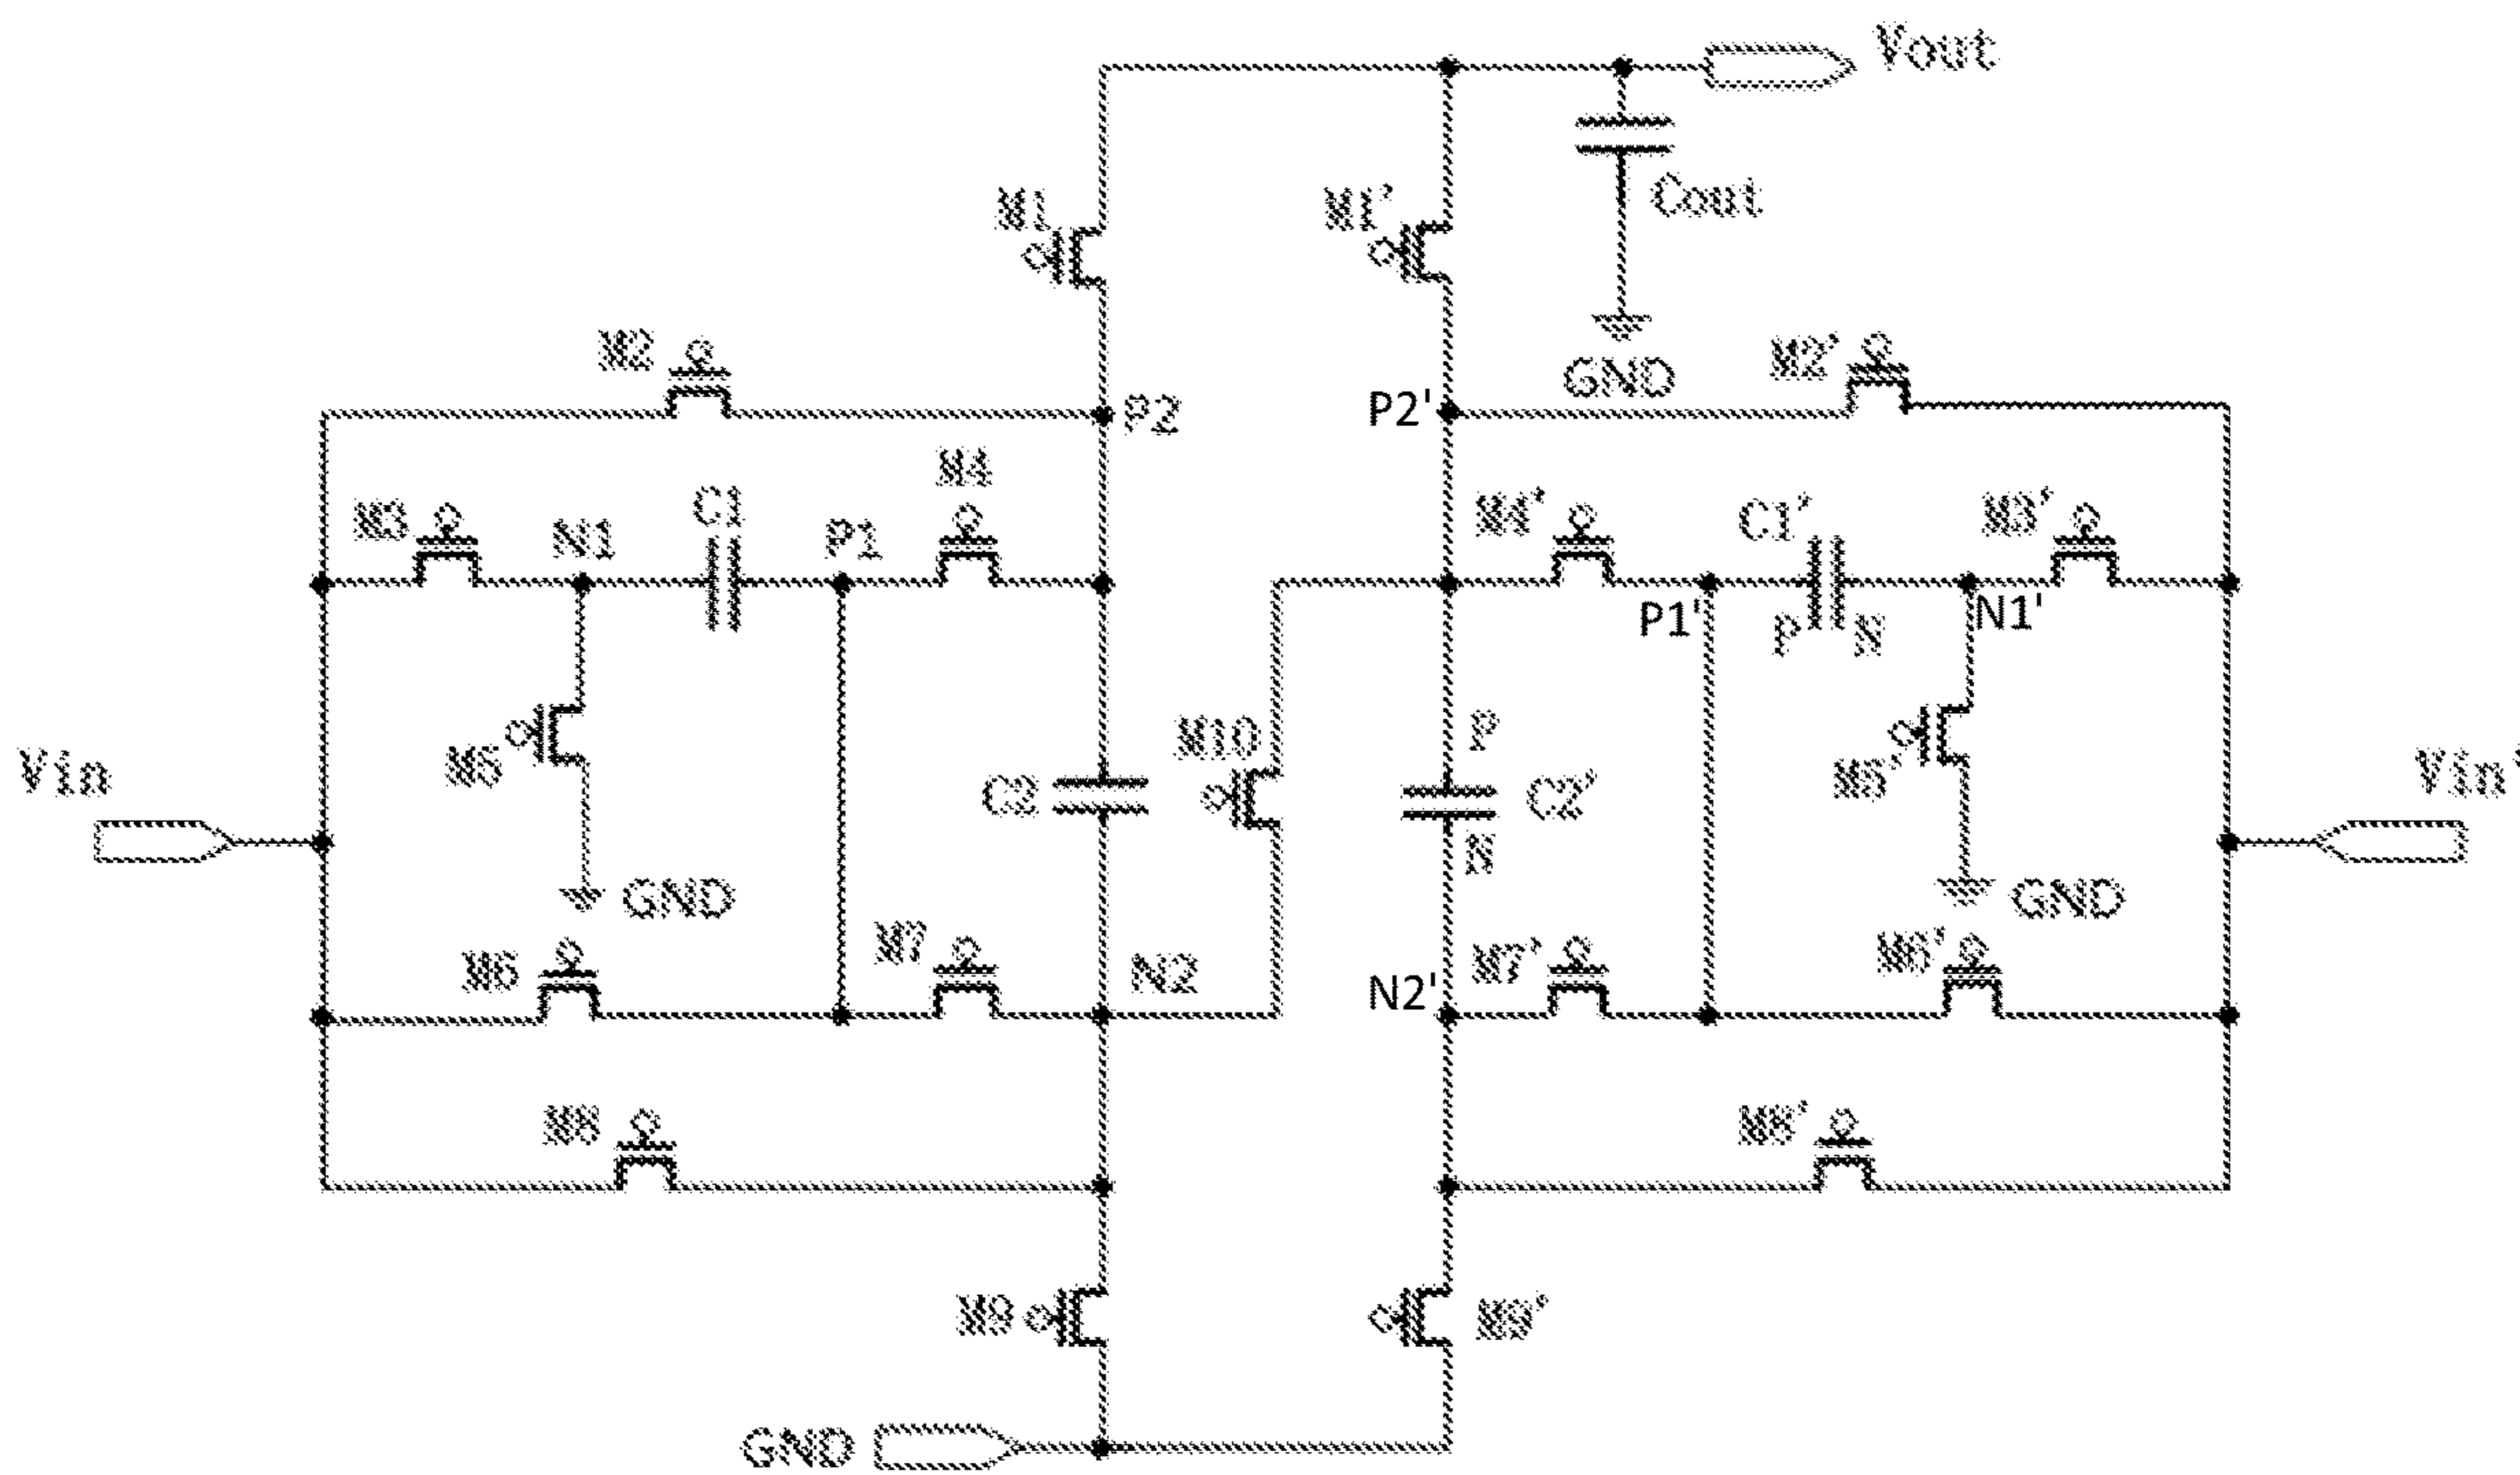 Vout
M1
M1'
Cout
M2
GND
M2'
P2
P2'
M3
N1
C1
P1
M4
M4'
C1'
M3'
P1'
P
N
N1'
M5
M10
P
M5'
Vin
C2
C2'
Vin'
N
GND
GND
M6
M7
N2
N2'
M7'
M6'
M8
M8'
M9
M9'
GND